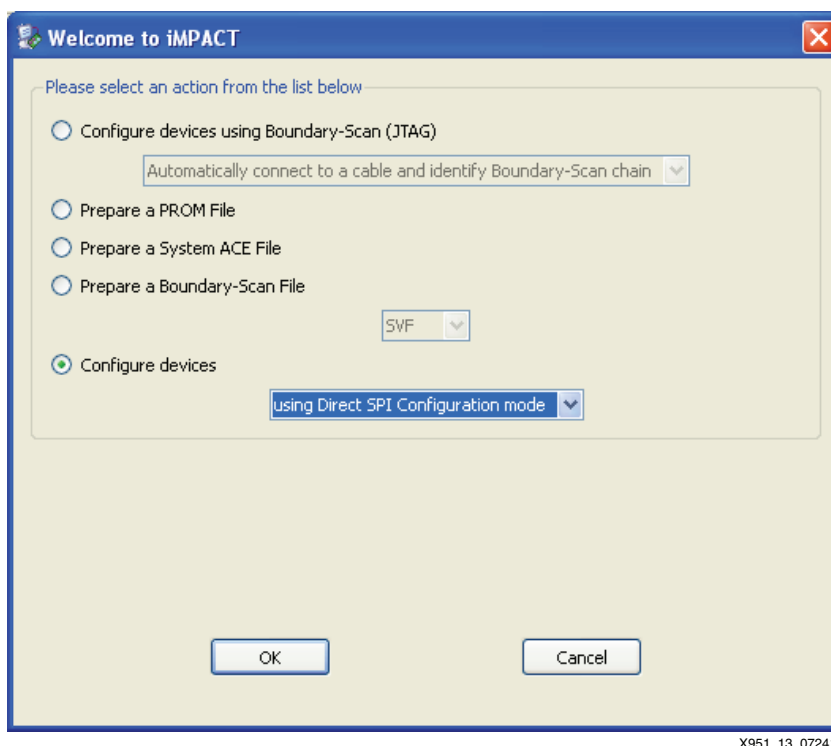 Welcome to iMPACT
Please select an action from the list below
Configure devices using Boundary-Scan (JTAG)
Automatically connect to a cable and identify Boundary-Scan chain
Prepare a PROM File
Prepare a System ACE File
Prepare a Boundary-Scan File
SVF
Configure devices
using Direct SPI Configuration mode
OK
Cancel
X951_13_0724